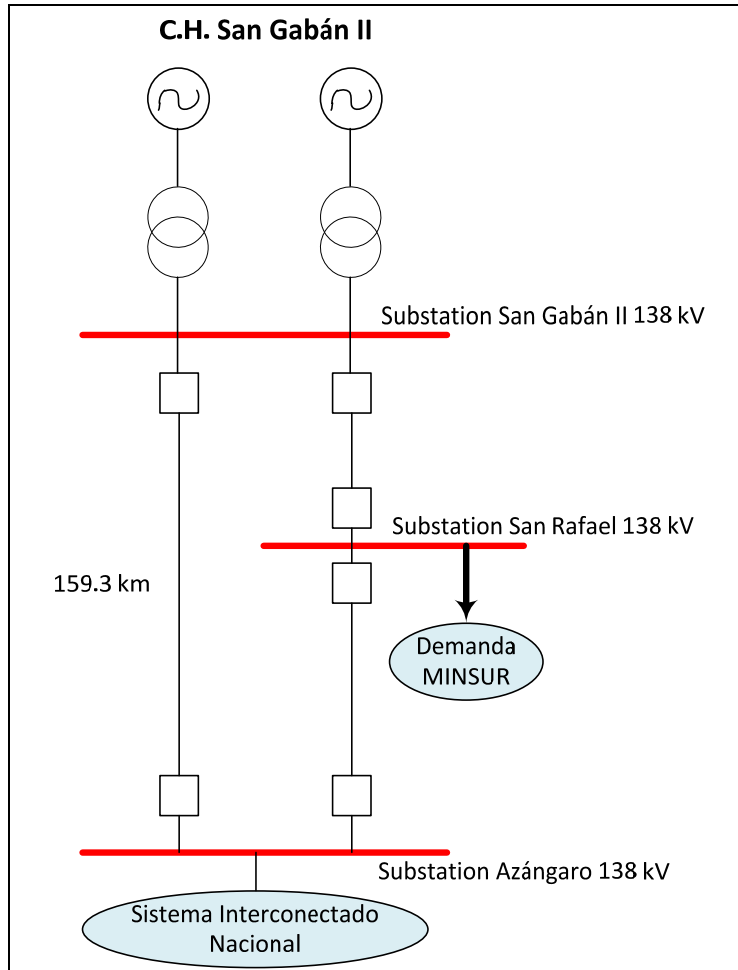 C.H. San Gabán II
Substation San Gabán II 138 kV
Substation San Rafael 138 kV
159.3 km
Demanda
MINSUR
Substation Azángaro 138 kV
Sistema Interconectado
Nacional